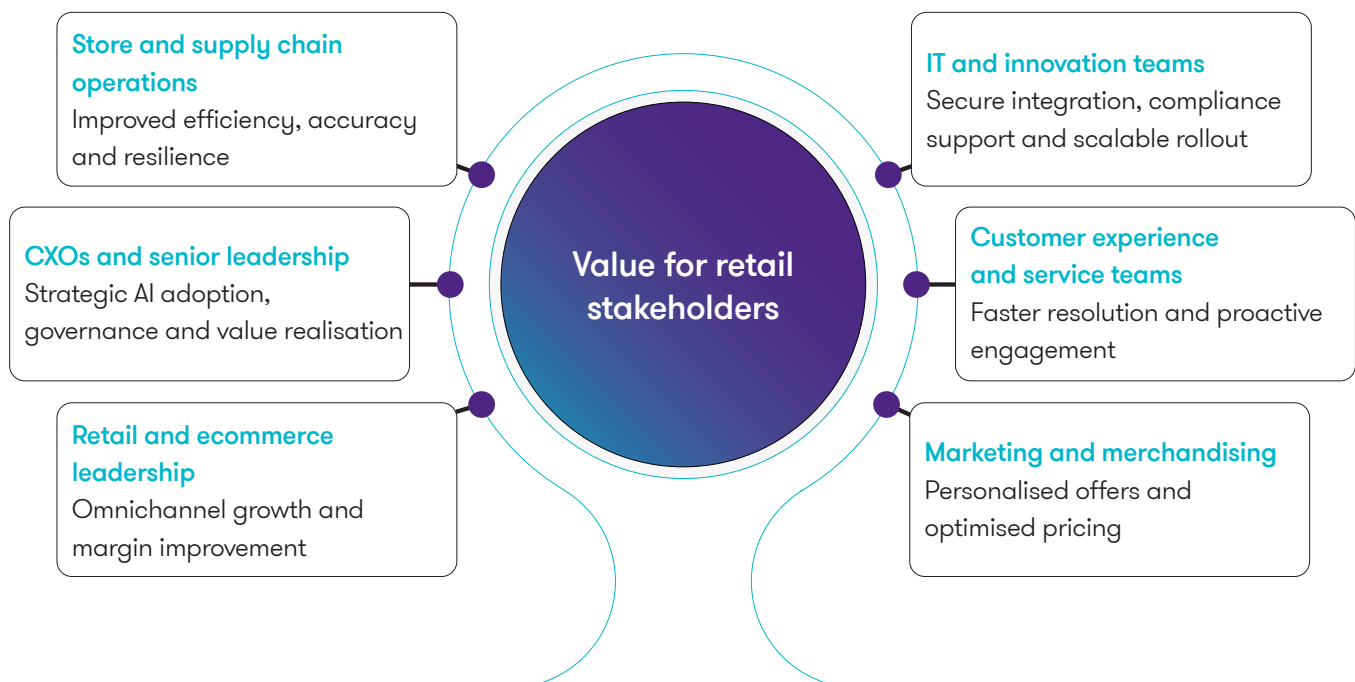 Store and supply chain
operations
Improved efficiency, accuracy
and resilience
CXOs and senior leadership
Strategic AI adoption,
governance and value realisation
Retail and ecommerce
leadership
Omnichannel growth and
margin improvement
Value for retail
stakeholders
IT and innovation teams
Secure integration, compliance
support and scalable rollout
Customer experience
and service teams
Faster resolution and proactive
engagement
Marketing and merchandising
Personalised offers and
optimised pricing